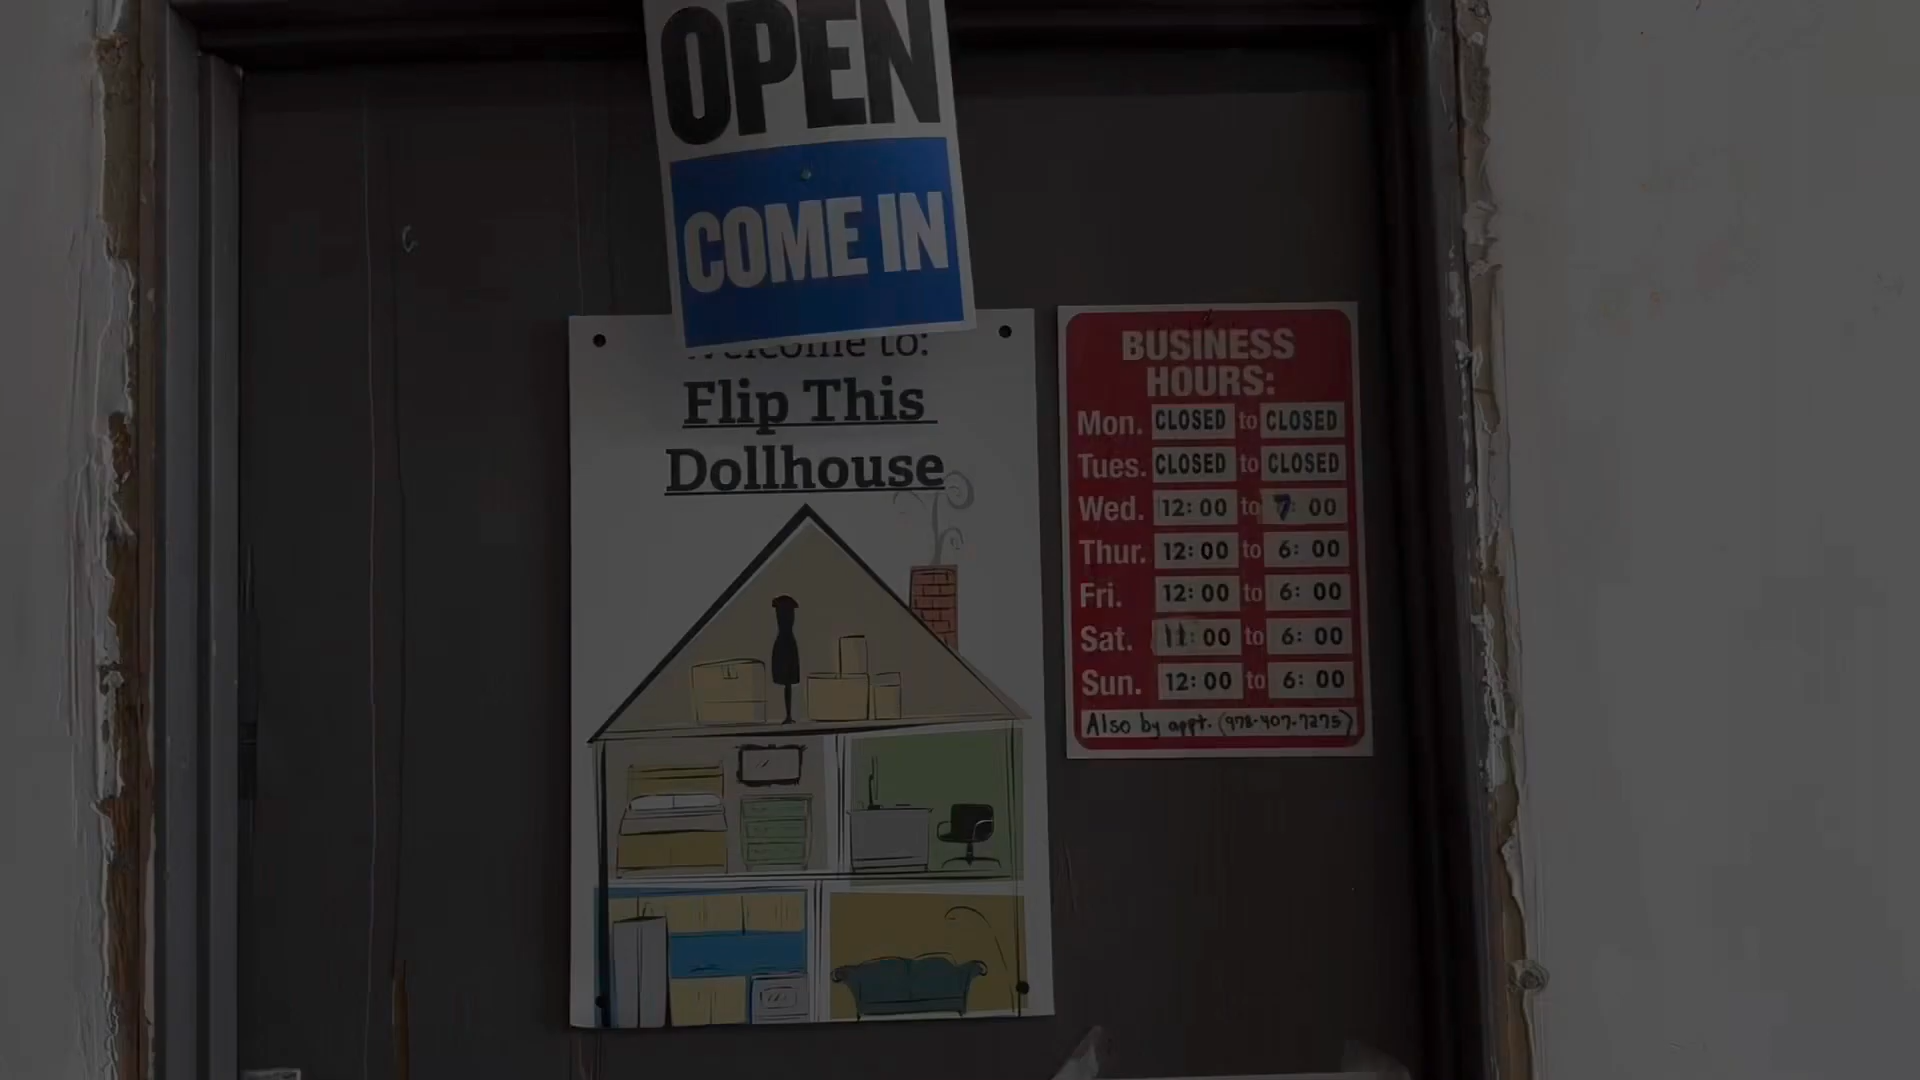 OPEN
COME IN
Welcome to:
Flip This
Dollhouse
BUSINESS
HOURS:
Mon. CLOSED to CLOSED
Tues. CLOSED to CLOSED
Wed. 12:00 to 7:00
Thur. 12:00 to 6:00
Fri. 12:00 to 6:00
Sat. 11:00 to 6:00
Sun. 12:00 to 6:00
Also by appt. (978-407-7275)